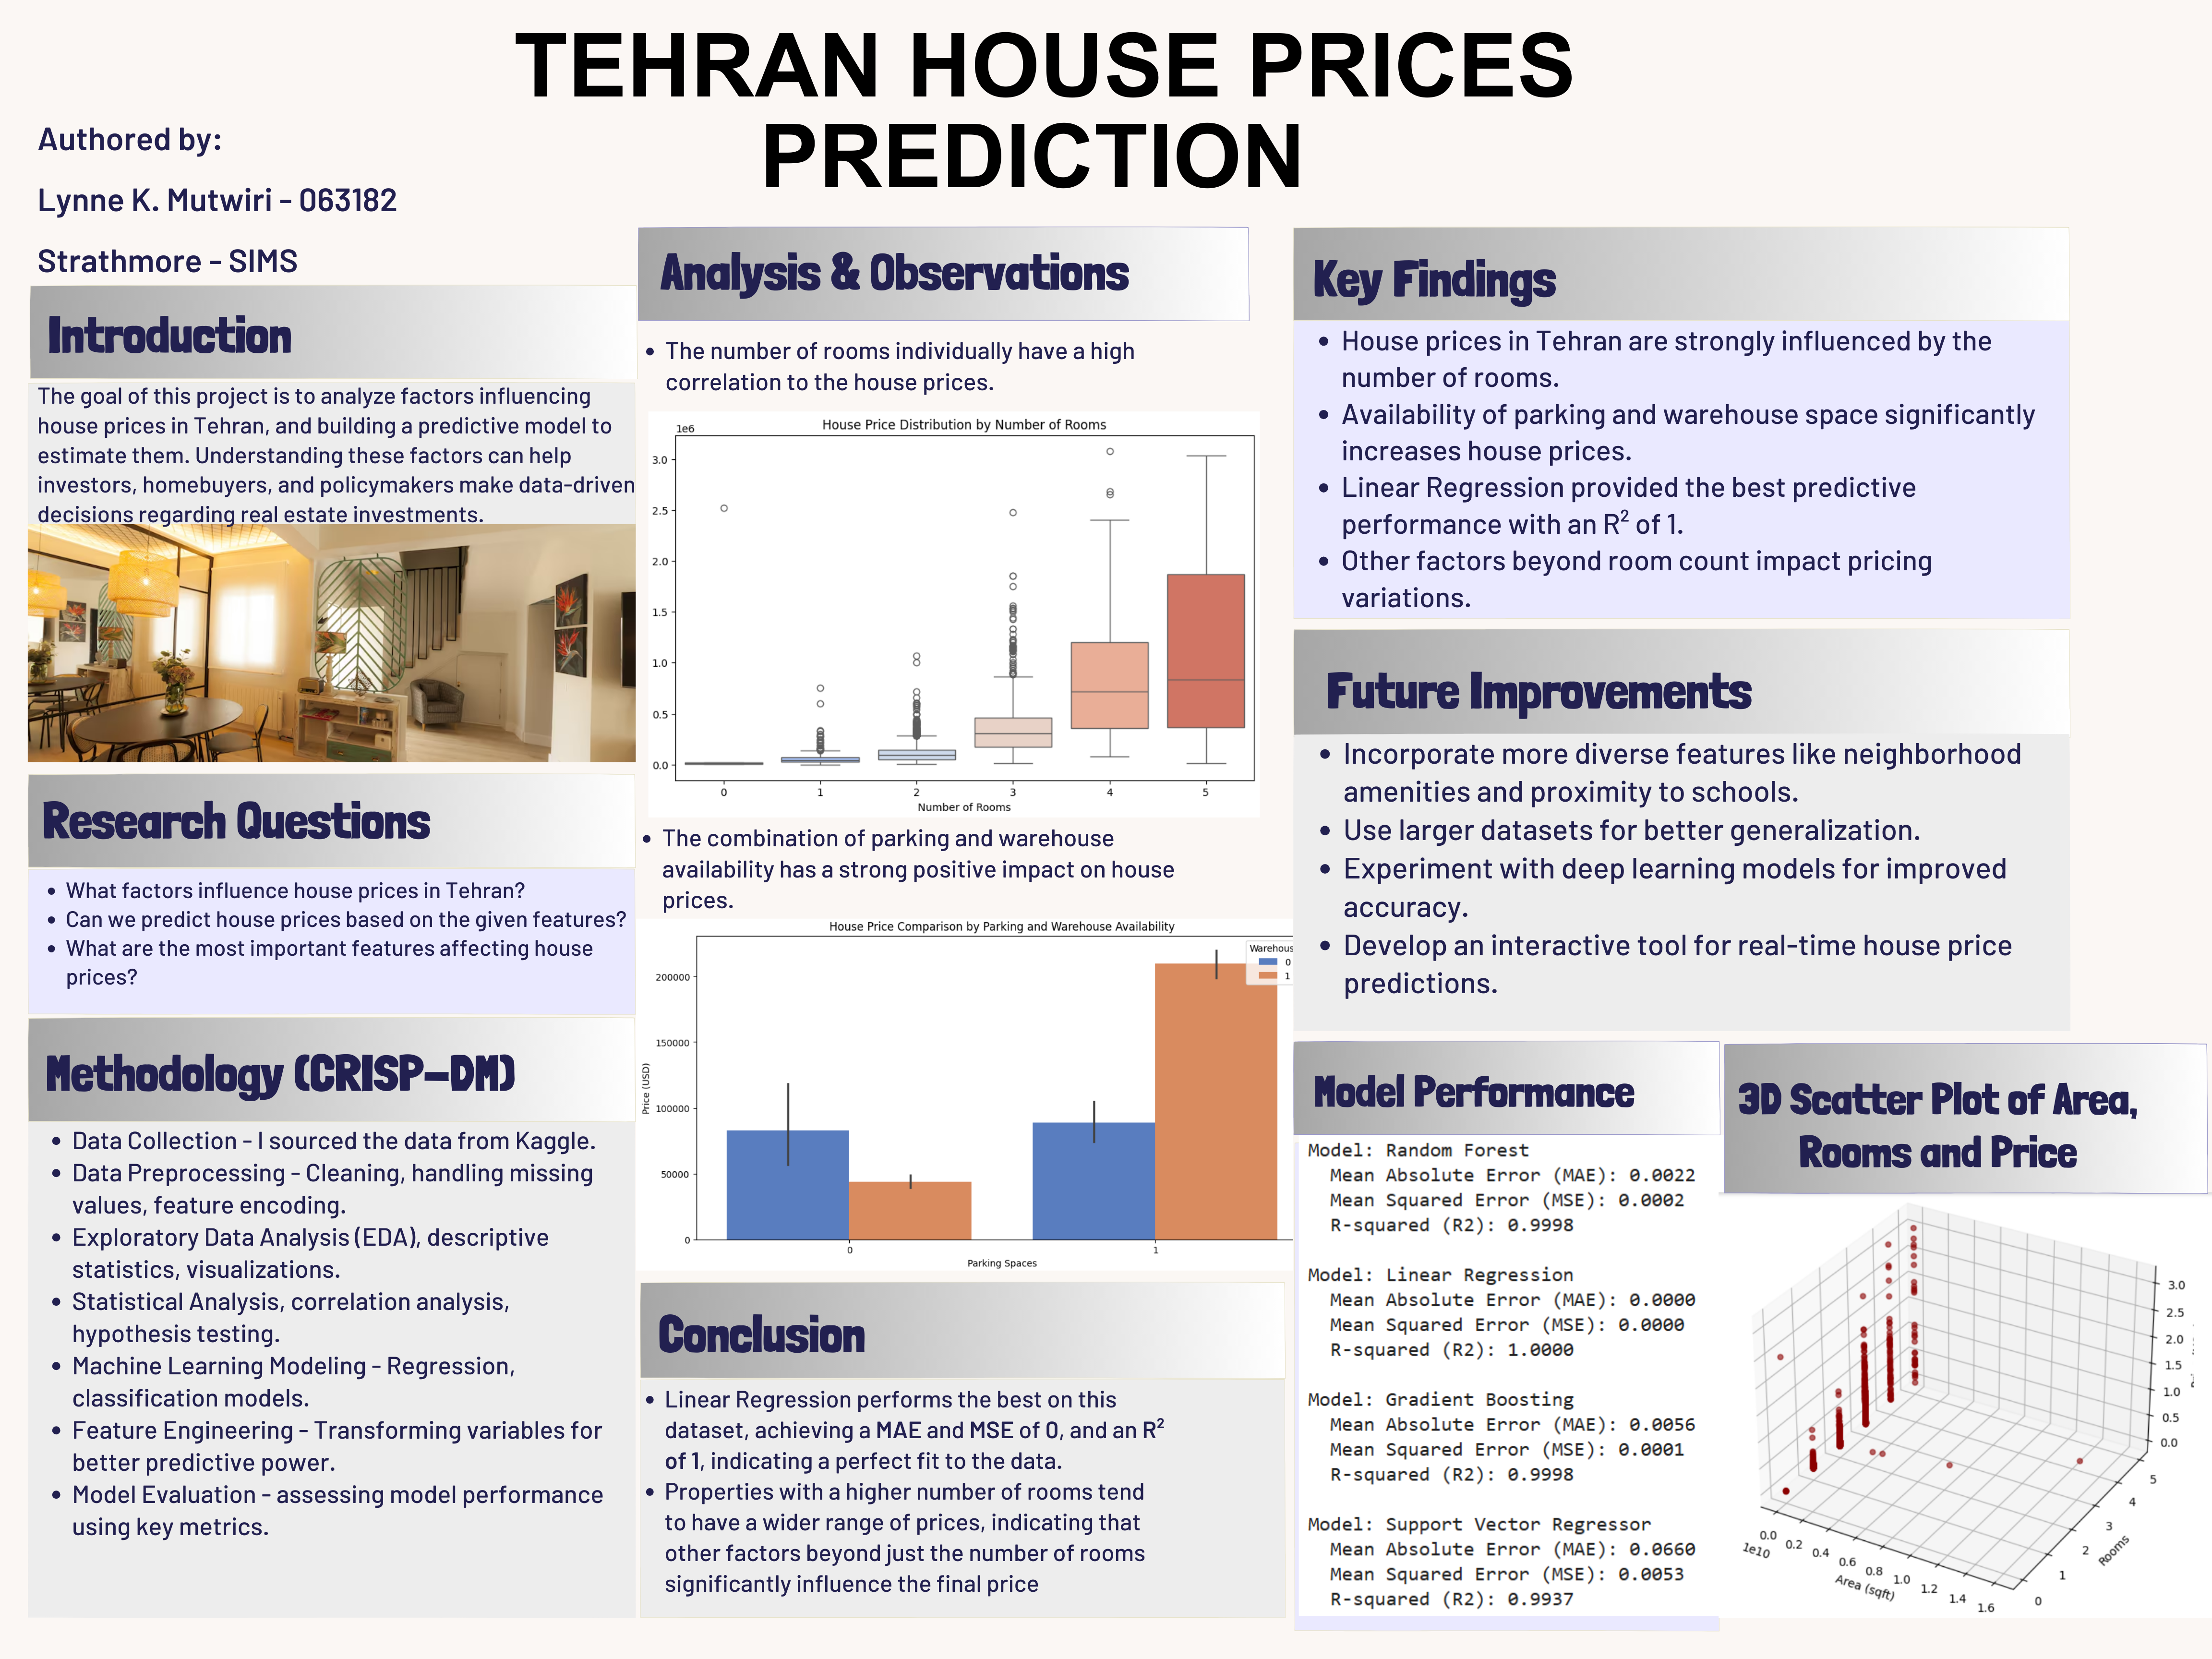 TEHRAN HOUSE PRICES
PREDICTION
Authored by:
Lynne K. Mutwiri - 063182
Strathmore - SIMS
Introduction
The goal of this project is to analyze factors influencing
house prices in Tehran, and building a predictive model to
estimate them. Understanding these factors can help
investors, homebuyers, and policymakers make data-driven
decisions regarding real estate investments.
Research Questions
• What factors influence house prices in Tehran?
• Can we predict house prices based on the given features?
• What are the most important features affecting house
prices?
Methodology (CRISP-DM)
• Data Collection - I sourced the data from Kaggle.
• Data Preprocessing - Cleaning, handling missing
values, feature encoding.
• Exploratory Data Analysis (EDA), descriptive
statistics, visualizations.
• Statistical Analysis, correlation analysis,
hypothesis testing.
• Machine Learning Modeling - Regression,
classification models.
• Feature Engineering - Transforming variables for
better predictive power.
• Model Evaluation - assessing model performance
using key metrics.
Analysis & Observations
• The number of rooms individually have a high
correlation to the house prices.
House Price Distribution by Number of Rooms
1e6
3.0
2.5
2.0
1.5
1.0
0.5
0.0
0 1 2 3 4 5
Number of Rooms
• The combination of parking and warehouse
availability has a strong positive impact on house
prices.
House Price Comparison by Parking and Warehouse Availability
Warehous
0
1
200000
150000
100000
50000
0
Price (USD)
0 1
Parking Spaces
Conclusion
• Linear Regression performs the best on this
dataset, achieving a MAE and MSE of 0, and an R²
of 1, indicating a perfect fit to the data.
• Properties with a higher number of rooms tend
to have a wider range of prices, indicating that
other factors beyond just the number of rooms
significantly influence the final price
Key Findings
• House prices in Tehran are strongly influenced by the
number of rooms.
• Availability of parking and warehouse space significantly
increases house prices.
• Linear Regression provided the best predictive
performance with an R² of 1.
• Other factors beyond room count impact pricing
variations.
Future Improvements
• Incorporate more diverse features like neighborhood
amenities and proximity to schools.
• Use larger datasets for better generalization.
• Experiment with deep learning models for improved
accuracy.
• Develop an interactive tool for real-time house price
predictions.
Model Performance
Model: Random Forest
Mean Absolute Error (MAE): 0.0022
Mean Squared Error (MSE): 0.0002
R-squared (R2): 0.9998
Model: Linear Regression
Mean Absolute Error (MAE): 0.0000
Mean Squared Error (MSE): 0.0000
R-squared (R2): 1.0000
Model: Gradient Boosting
Mean Absolute Error (MAE): 0.0056
Mean Squared Error (MSE): 0.0001
R-squared (R2): 0.9998
Model: Support Vector Regressor
Mean Absolute Error (MAE): 0.0660
Mean Squared Error (MSE): 0.0053
R-squared (R2): 0.9937
3D Scatter Plot of Area,
Rooms and Price
3.0
2.5
2.0
1.5
1.0
0.5
0.0
5
4
3
2
1
0
Rooms
0.0 0.2 0.4 0.6 0.8 1.0 1.2 1.4 1.6
1e10
Area (sqft)